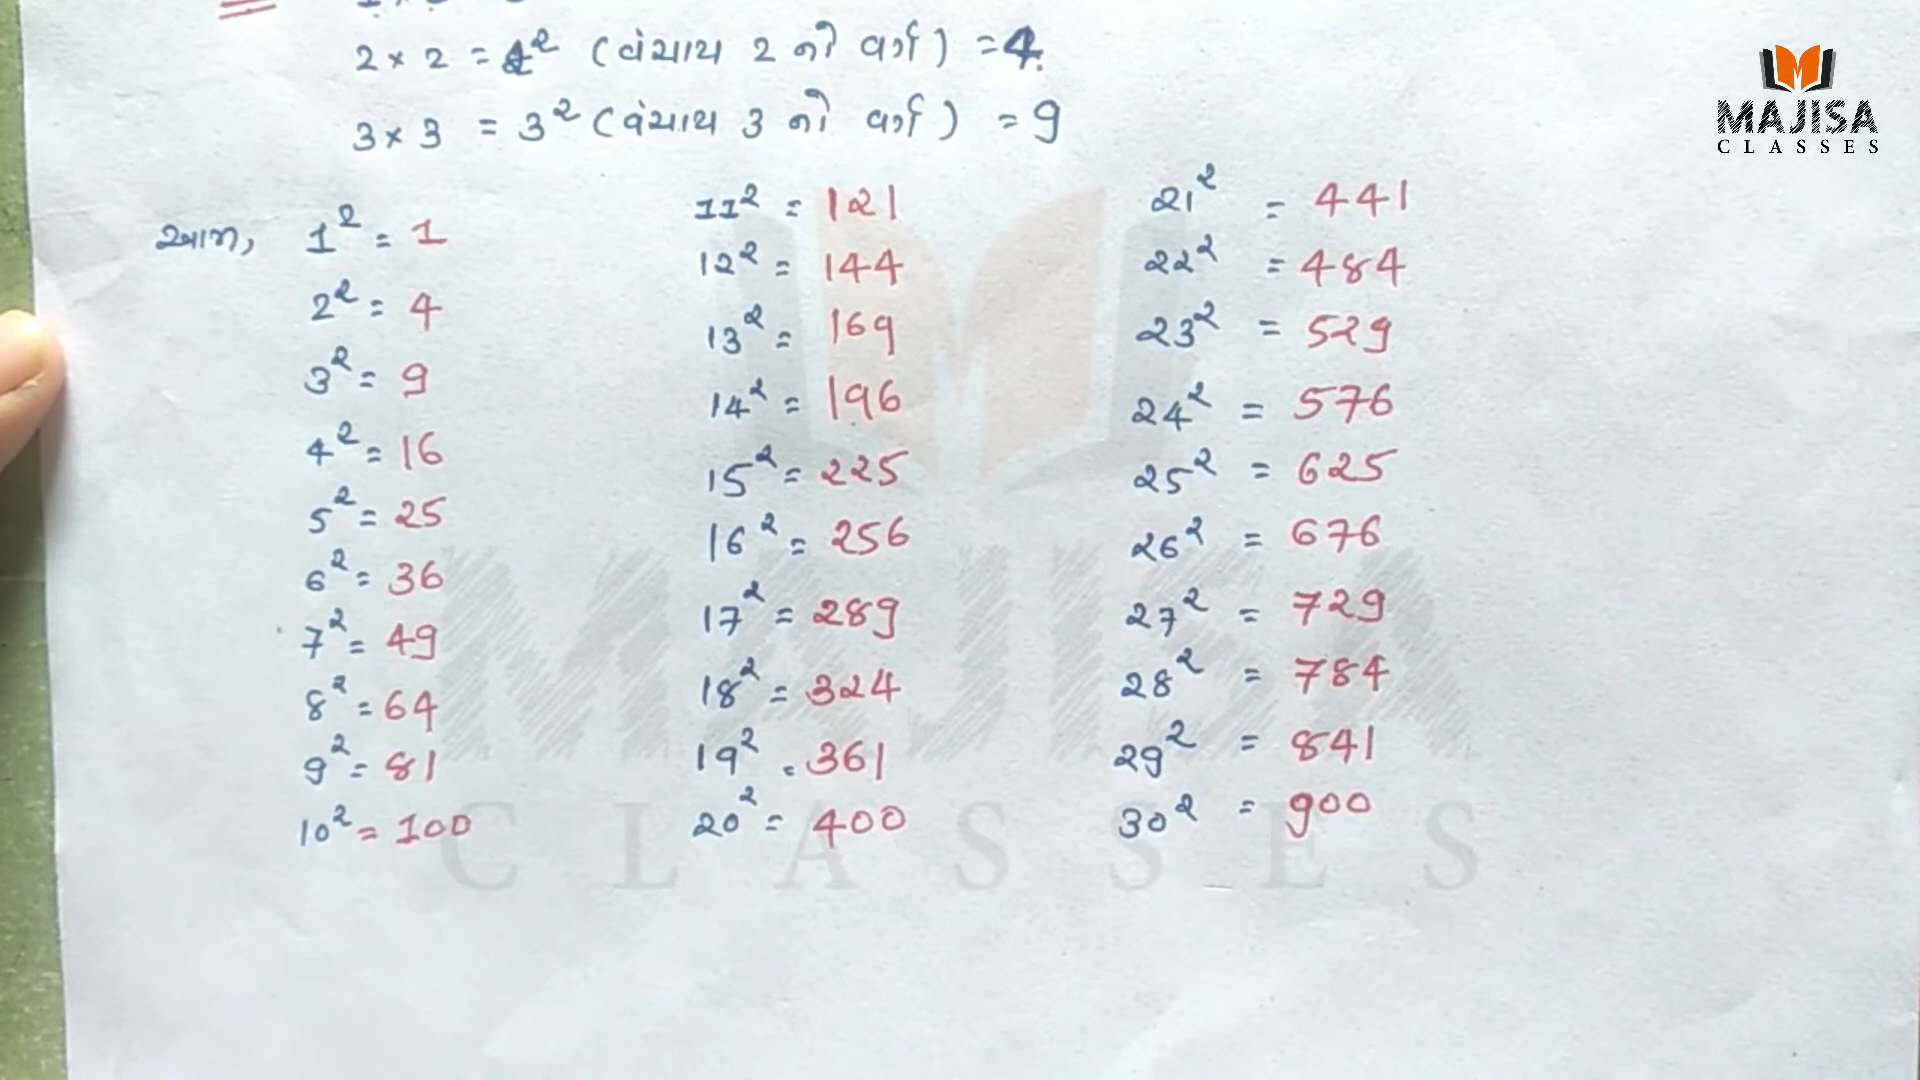 2 × 2 = 2² (વંચાય 2 નો વર્ગ) = 4.
3 × 3 = 3² (વંચાય 3 નો વર્ગ) = 9
MAJISA
CLASSES
આમ, 1² = 1
2² = 4
3² = 9
4² = 16
5² = 25
6² = 36
7² = 49
8² = 64
9² = 81
10² = 100
11² = 121
12² = 144
13² = 169
14² = 196
15² = 225
16² = 256
17² = 289
18² = 324
19² = 361
20² = 400
21² = 441
22² = 484
23² = 529
24² = 576
25² = 625
26² = 676
27² = 729
28² = 784
29² = 841
30² = 900
MAJISA
CLASSES